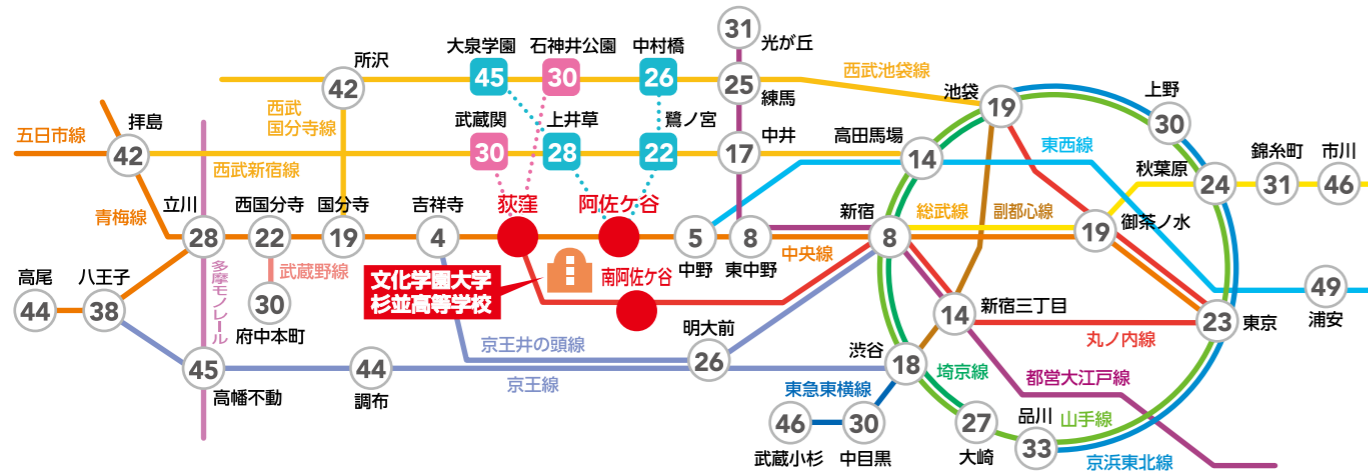 31
光が丘
大泉学園
石神井公園
中村橋
所沢
45
30
26
42
25
練馬
西武池袋線
池袋
19
上野
30
西武
国分寺線
五日市線
拝島
42
武蔵関
上井草
鷺ノ宮
30
28
22
中井
17
高田馬場
14
東西線
秋葉原
24
錦糸町
31
市川
46
西武新宿線
青梅線
立川
28
西国分寺
22
国分寺
19
吉祥寺
4
荻窪
阿佐ケ谷
5
中野
8
東中野
新宿
8
総武線
副都心線
19
御茶ノ水
中央線
武蔵野線
30
府中本町
多摩モノレール
高尾
44
八王子
38
文化学園大学
杉並高等学校
南阿佐ケ谷
明大前
26
京王井の頭線
京王線
45
高幡不動
44
調布
14
新宿三丁目
23
東京
49
浦安
丸ノ内線
渋谷
18
埼京線
都営大江戸線
東急東横線
46
武蔵小杉
30
中目黒
27
大崎
品川
33
山手線
京浜東北線